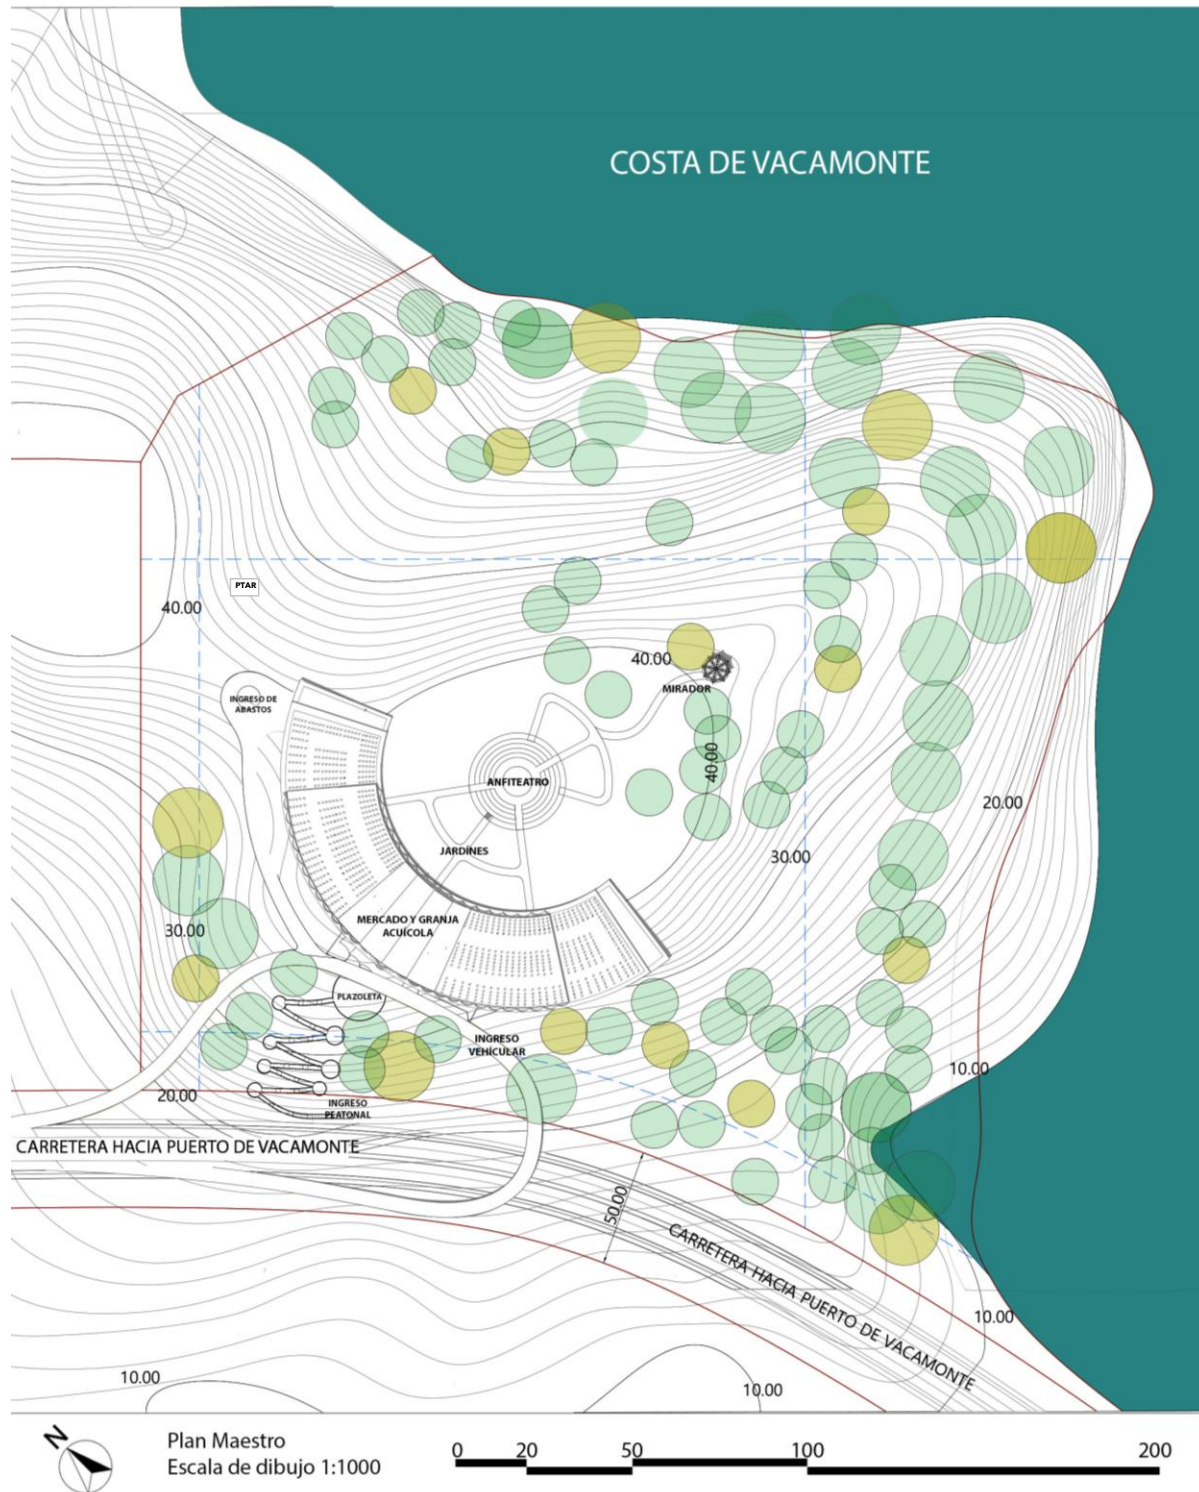 COSTA DE VACAMONTE
PTAR
40.00
40.00
MIRADOR
INGRESO DE
ABASTOS
40.00
ANFITEATRO
20.00
JARDÍNES
30.00
MERCADO Y GRANJA
ACUÍCOLA
30.00
PLAZOLETA
INGRESO
VEHÍCULAR
10.00
20.00
INGRESO
PEATONAL
CARRETERA HACIA PUERTO DE VACAMONTE
50.00
CARRETERA HACIA PUERTO DE VACAMONTE
10.00
10.00
10.00
N
Plan Maestro
Escala de dibujo 1:1000
0 20 50 100 200